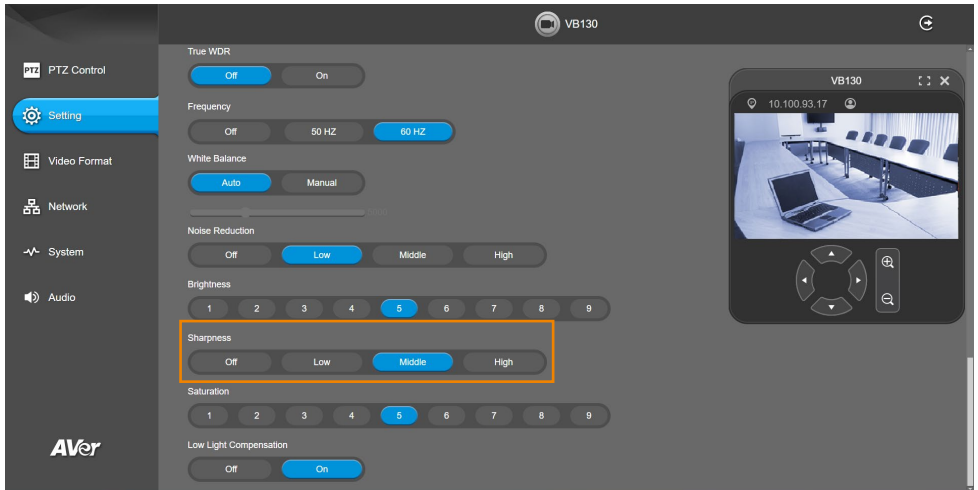 VB130
True WDR
Off On
PTZ PTZ Control
Setting
Video Format
Network
System
Audio
AVer
Frequency
Off 50 HZ 60 HZ
White Balance
Auto Manual
Noise Reduction
Off Low Middle High
Brightness
1 2 3 4 5 6 7 8 9
Sharpness
Off Low Middle High
Saturation
1 2 3 4 5 6 7 8 9
Low Light Compensation
Off On
VB130
10.100.93.17